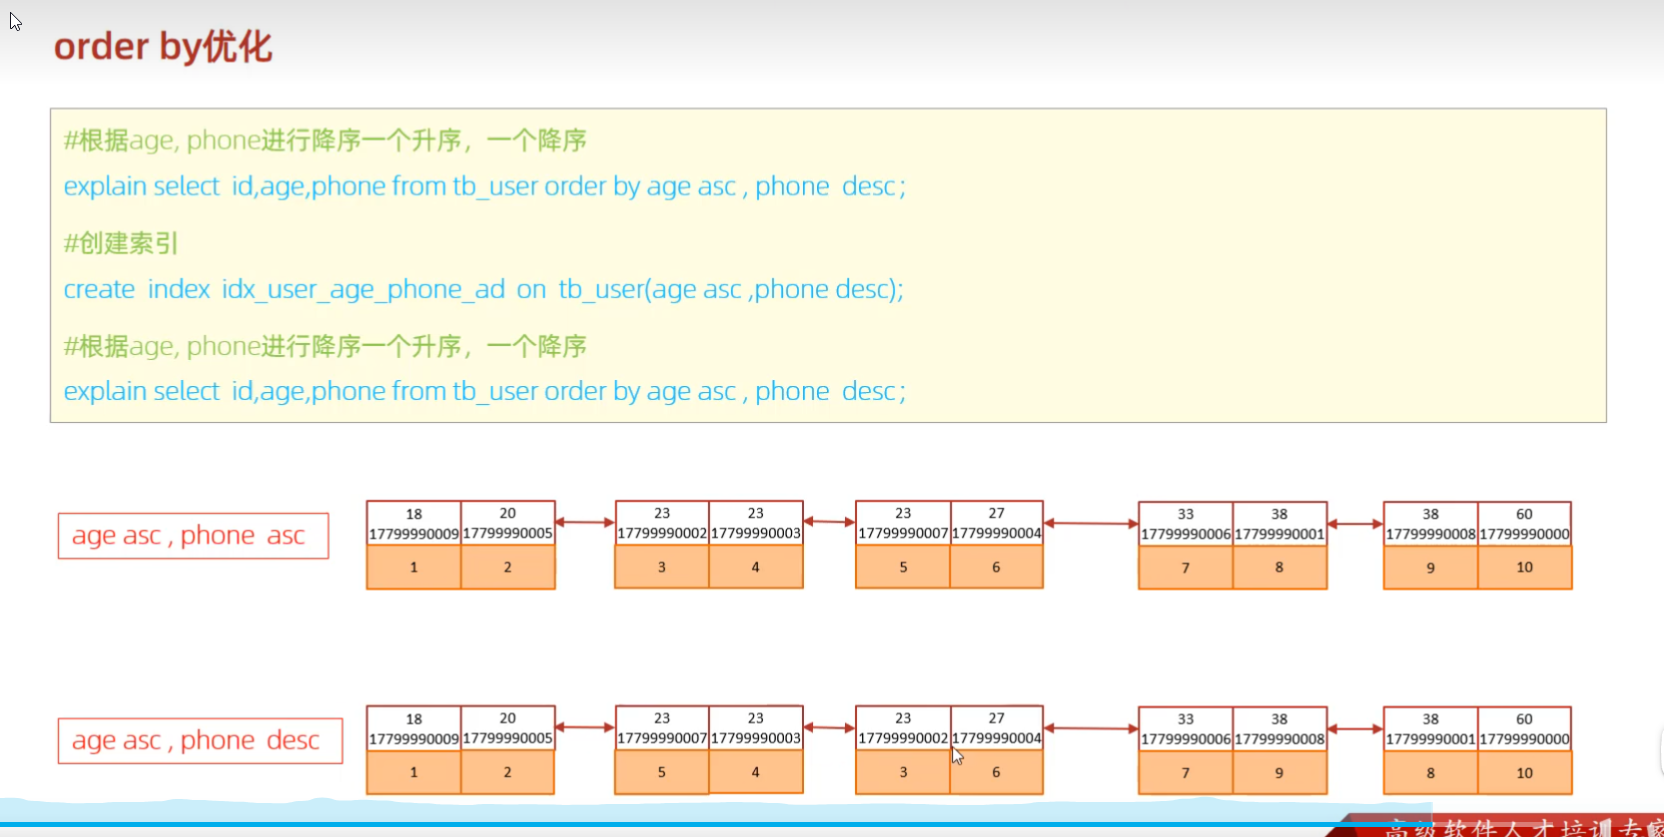 order by优化
#根据age, phone进行降序一个升序，一个降序
explain select id,age,phone from tb_user order by age asc , phone desc ;
#创建索引
create index idx_user_age_phone_ad on tb_user(age asc ,phone desc);
#根据age, phone进行降序一个升序，一个降序
explain select id,age,phone from tb_user order by age asc , phone desc ;
age asc , phone asc
18 20 23 23 23 27 33 38 38 60
17799990009 17799990005 17799990002 17799990003 17799990007 17799990004 17799990006 17799990001 17799990008 17799990000
1 2 3 4 5 6 7 8 9 10
age asc , phone desc
18 20 23 23 23 27 33 38 38 60
17799990009 17799990005 17799990007 17799990003 17799990002 17799990004 17799990006 17799990008 17799990001 17799990000
1 2 5 4 3 6 7 9 8 10
高级软件人才培训专家